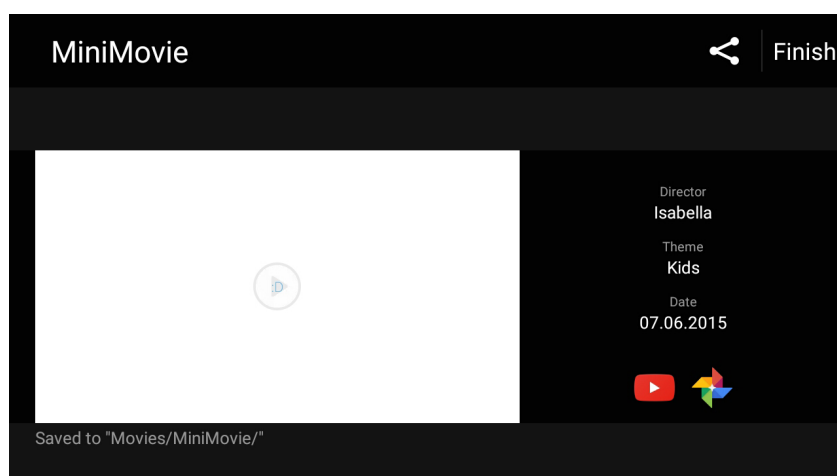 MiniMovie
Finish
:D
Director
Isabella
Theme
Kids
Date
07.06.2015
Saved to "Movies/MiniMovie/"